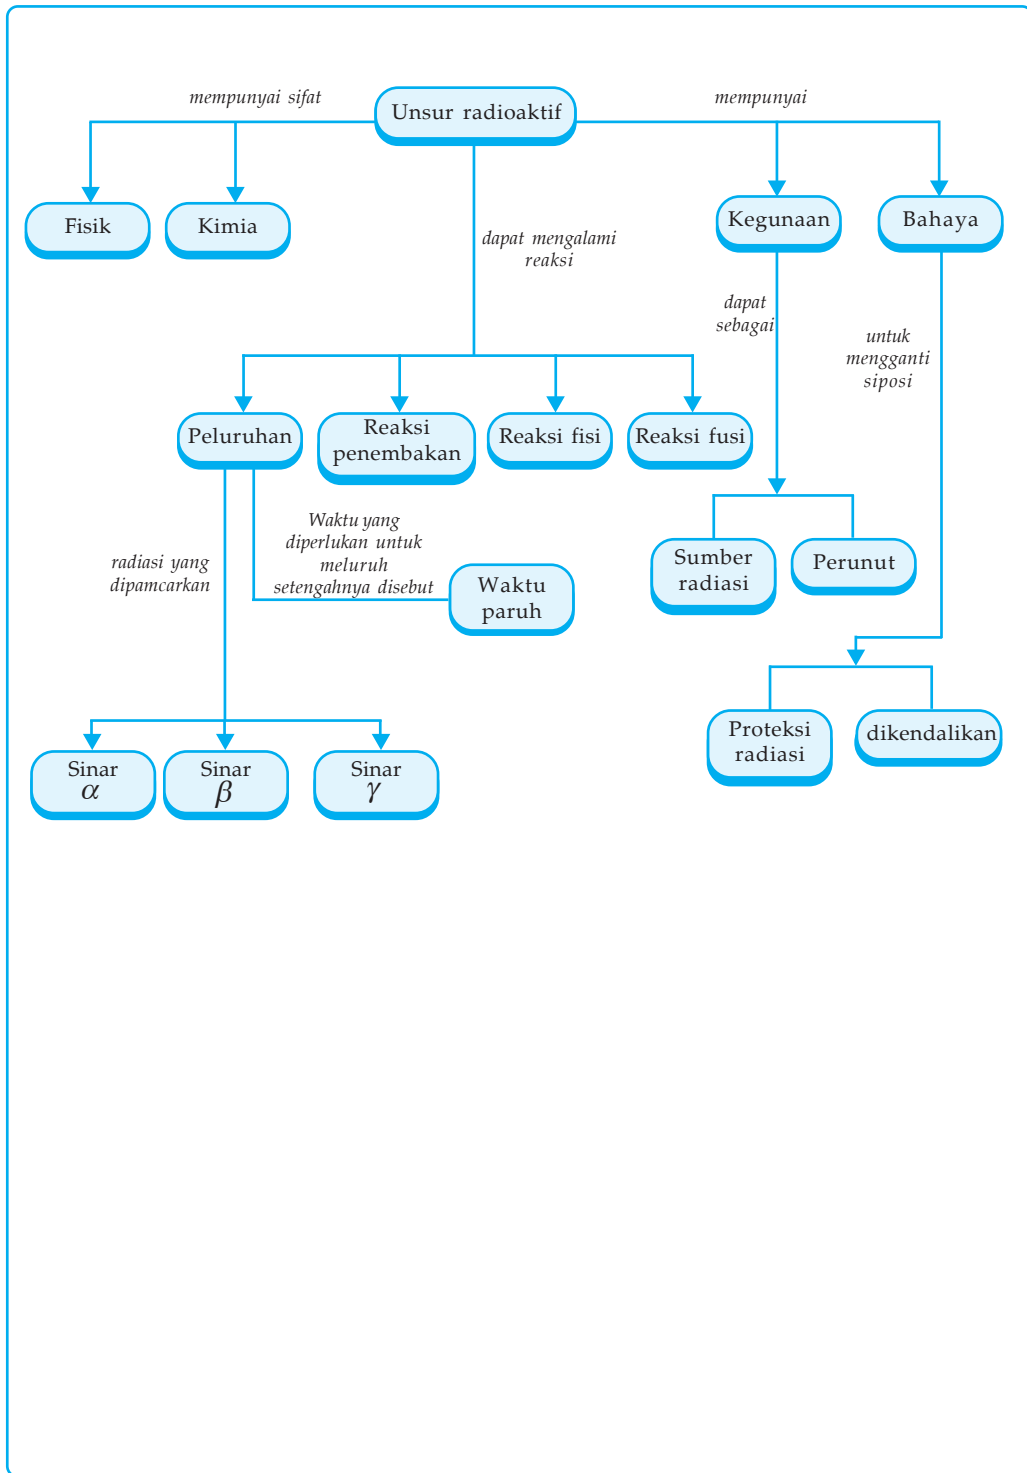 mempunyai sifat
Unsur radioaktif
mempunyai
Fisik
Kimia
Kegunaan
Bahaya
dapat mengalami
reaksi
dapat
sebagai
untuk
mengganti
siposi
Peluruhan
Reaksi
penembakan
Reaksi fisi
Reaksi fusi
Waktu yang
diperlukan untuk
meluruh
setengahnya disebut
radiasi yang
dipamcarkan
Waktu
paruh
Sumber
radiasi
Perunut
Proteksi
radiasi
dikendalikan
Sinar
α
Sinar
β
Sinar
γ